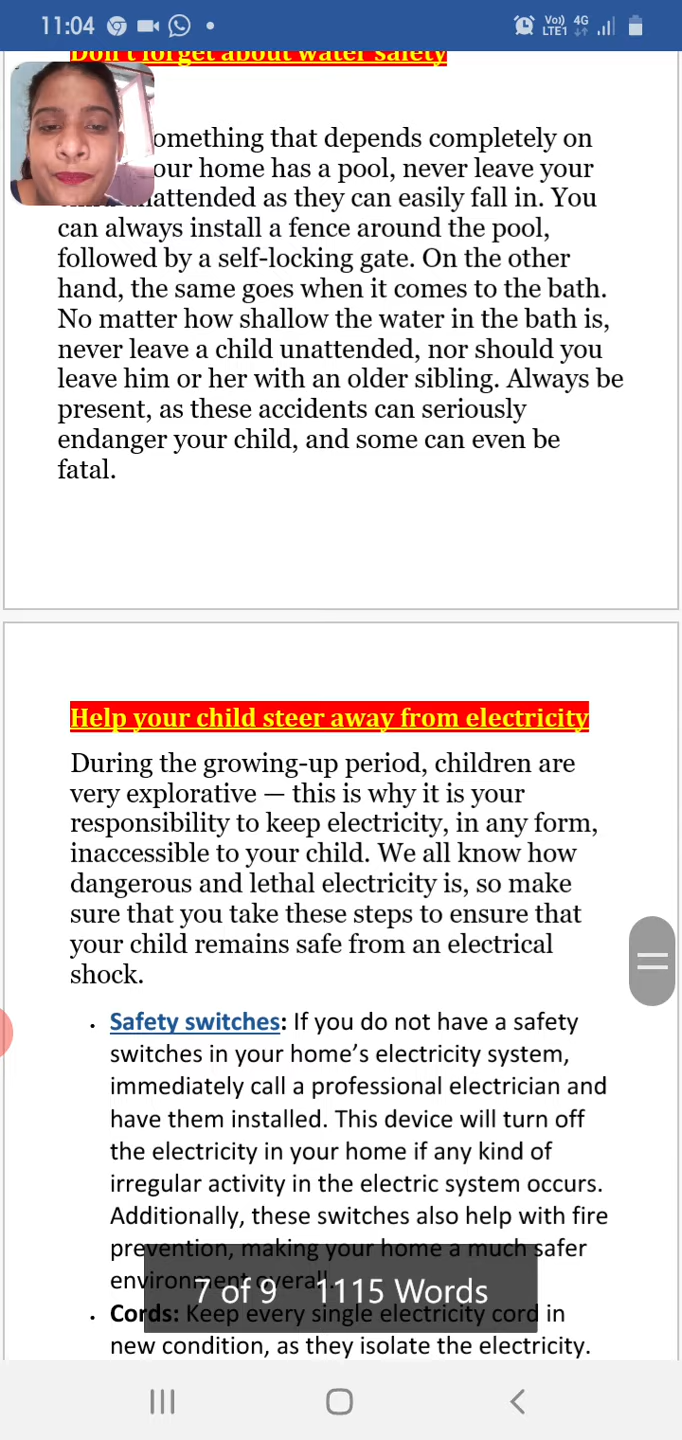 11:04
Vo)) 4G
LTE1
Don't forget about water safety
omething that depends completely on
our home has a pool, never leave your
unattended as they can easily fall in. You
can always install a fence around the pool,
followed by a self-locking gate. On the other
hand, the same goes when it comes to the bath.
No matter how shallow the water in the bath is,
never leave a child unattended, nor should you
leave him or her with an older sibling. Always be
present, as these accidents can seriously
endanger your child, and some can even be
fatal.
Help your child steer away from electricity
During the growing-up period, children are
very explorative — this is why it is your
responsibility to keep electricity, in any form,
inaccessible to your child. We all know how
dangerous and lethal electricity is, so make
sure that you take these steps to ensure that
your child remains safe from an electrical
shock.
• Safety switches: If you do not have a safety
switches in your home's electricity system,
immediately call a professional electrician and
have them installed. This device will turn off
the electricity in your home if any kind of
irregular activity in the electric system occurs.
Additionally, these switches also help with fire
prevention, making your home a much safer
environment overall.
7 of 9 1115 Words
• Cords: Keep every single electricity cord in
new condition, as they isolate the electricity.